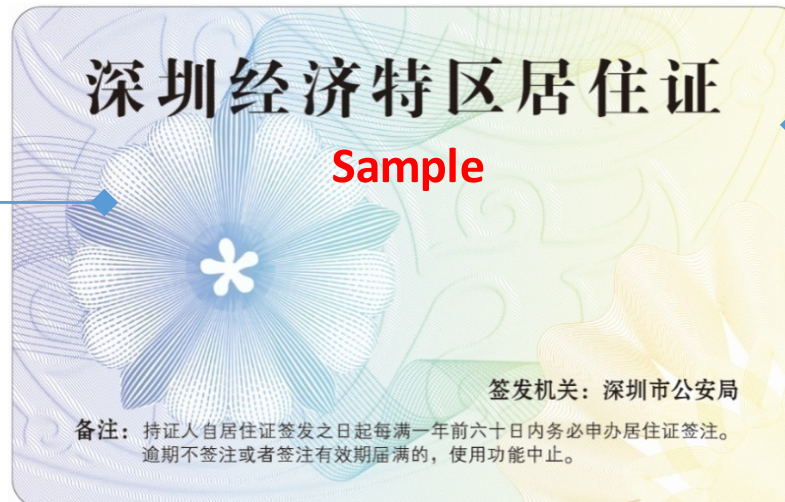 深圳经济特区居住证
Sample
签发机关：深圳市公安局
备注：持证人自居住证签发之日起每满一年前六十日内务必申办居住证签注。
逾期不签注或者签注有效期届满的，使用功能中止。